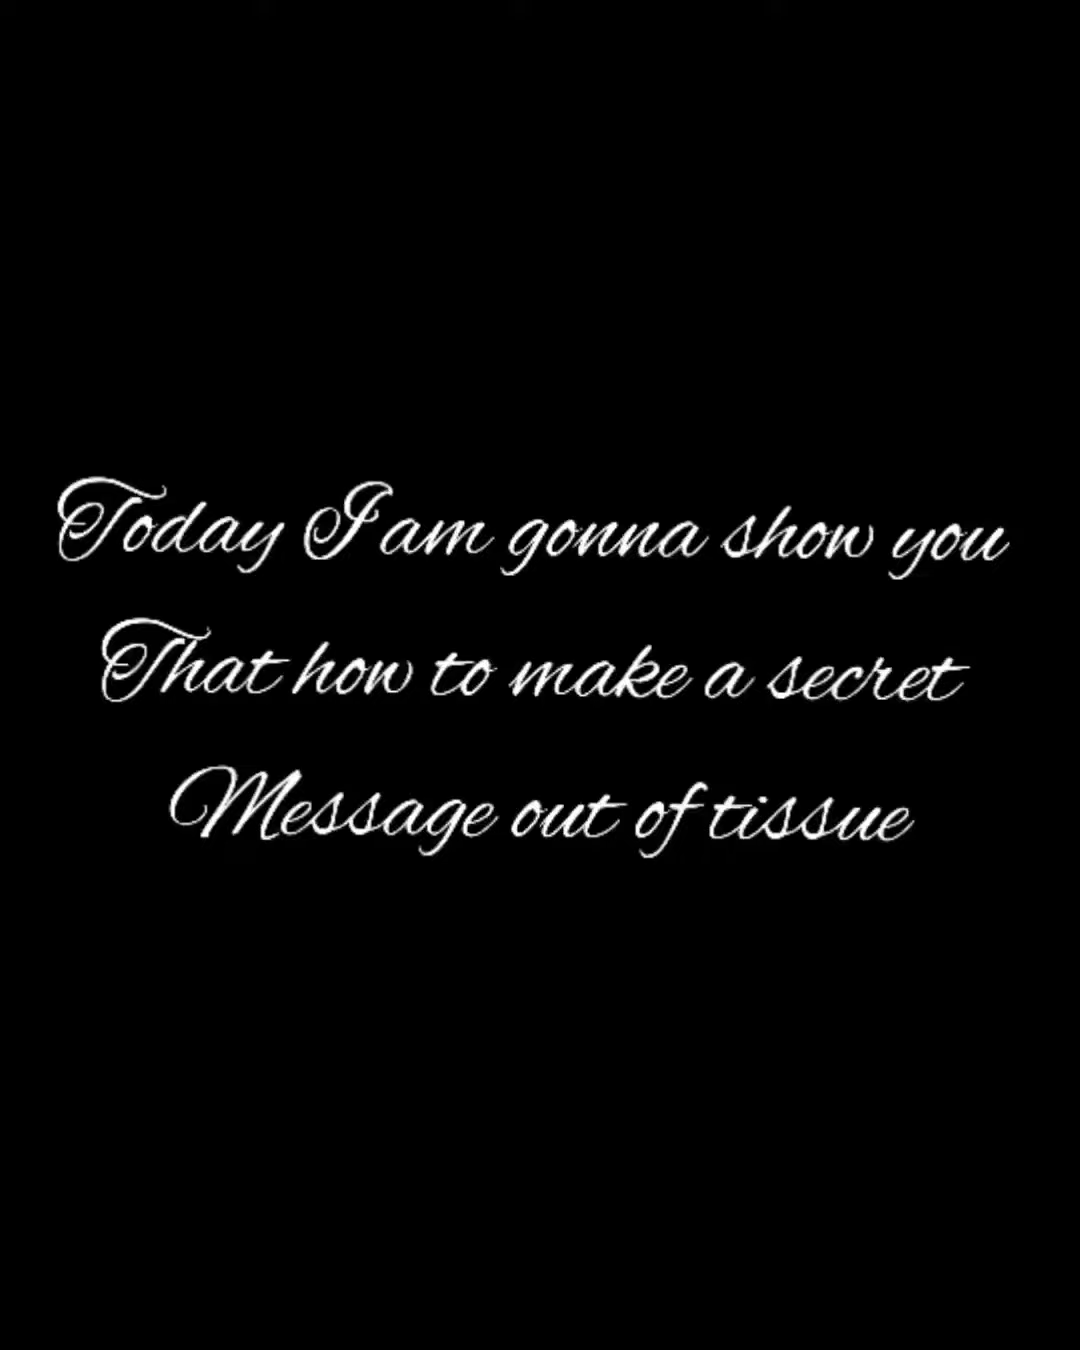 Today I am gonna show you
That how to make a secret
Message out of tissue